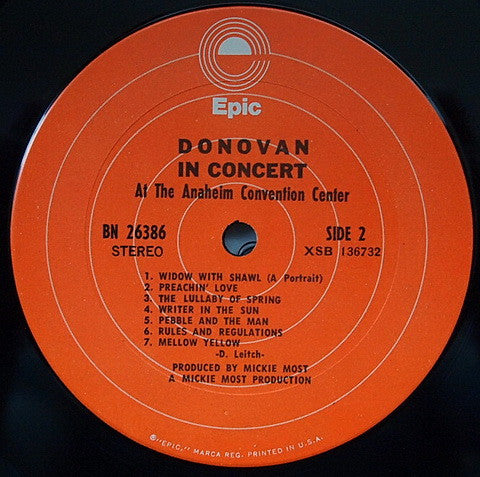 Epic
DONOVAN
IN CONCERT
At The Anaheim Convention Center
BN 26386
STEREO
SIDE 2
XSB 136732
1. WIDOW WITH SHAWL (A Portrait)
2. PREACHIN' LOVE
3. THE LULLABY OF SPRING
4. WRITER IN THE SUN
5. PEBBLE AND THE MAN
6. RULES AND REGULATIONS
7. MELLOW YELLOW
-D. Leitch-
PRODUCED BY MICKIE MOST
A MICKIE MOST PRODUCTION
℗"EPIC," MARCA REG. PRINTED IN U.S.A.